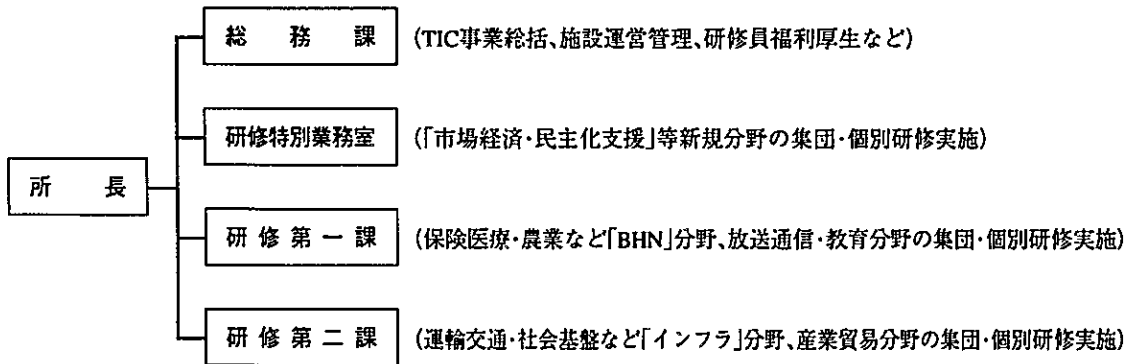 総務課 (TIC事業総括、施設運営管理、研修員福利厚生など)
研修特別業務室 (「市場経済・民主化支援」等新規分野の集団・個別研修実施)
所長
研修第一課 (保険医療・農業など「BHN」分野、放送通信・教育分野の集団・個別研修実施)
研修第二課 (運輸交通・社会基盤など「インフラ」分野、産業貿易分野の集団・個別研修実施)